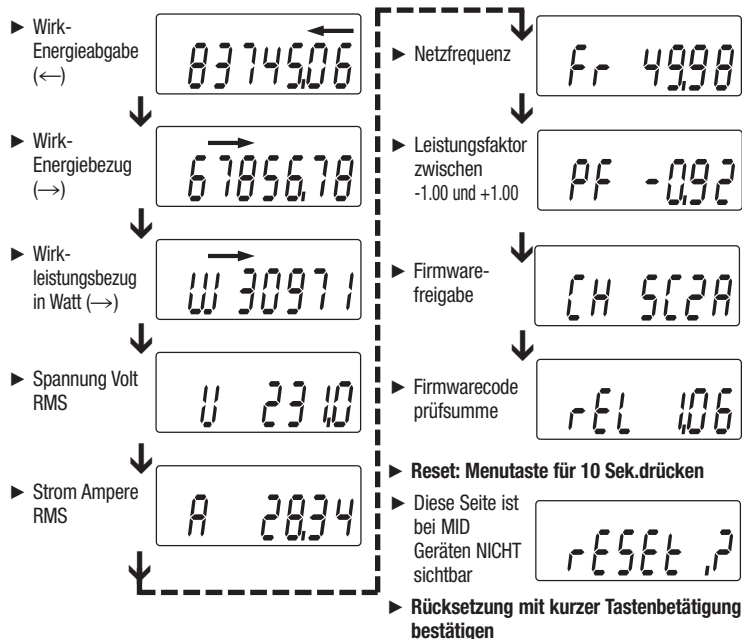 ► Wirk-
Energieabgabe
(←)
←
83745,06
► Wirk-
Energiebezug
(→)
→
67856,78
► Wirk-
leistungsbezug
in Watt (→)
→
W 30971
► Spannung Volt
RMS
U 231,0
► Strom Ampere
RMS
A 28,34
► Netzfrequenz
Fr 49,98
► Leistungsfaktor
zwischen
-1.00 und +1.00
PF -0,92
► Firmware-
freigabe
CH 5C2A
► Firmwarecode
prüfsumme
rEL 1,06
► Reset: Menutaste für 10 Sek.drücken
► Diese Seite ist
bei MID
Geräten NICHT
sichtbar
rESEt ,?
► Rücksetzung mit kurzer Tastenbetätigung
bestätigen